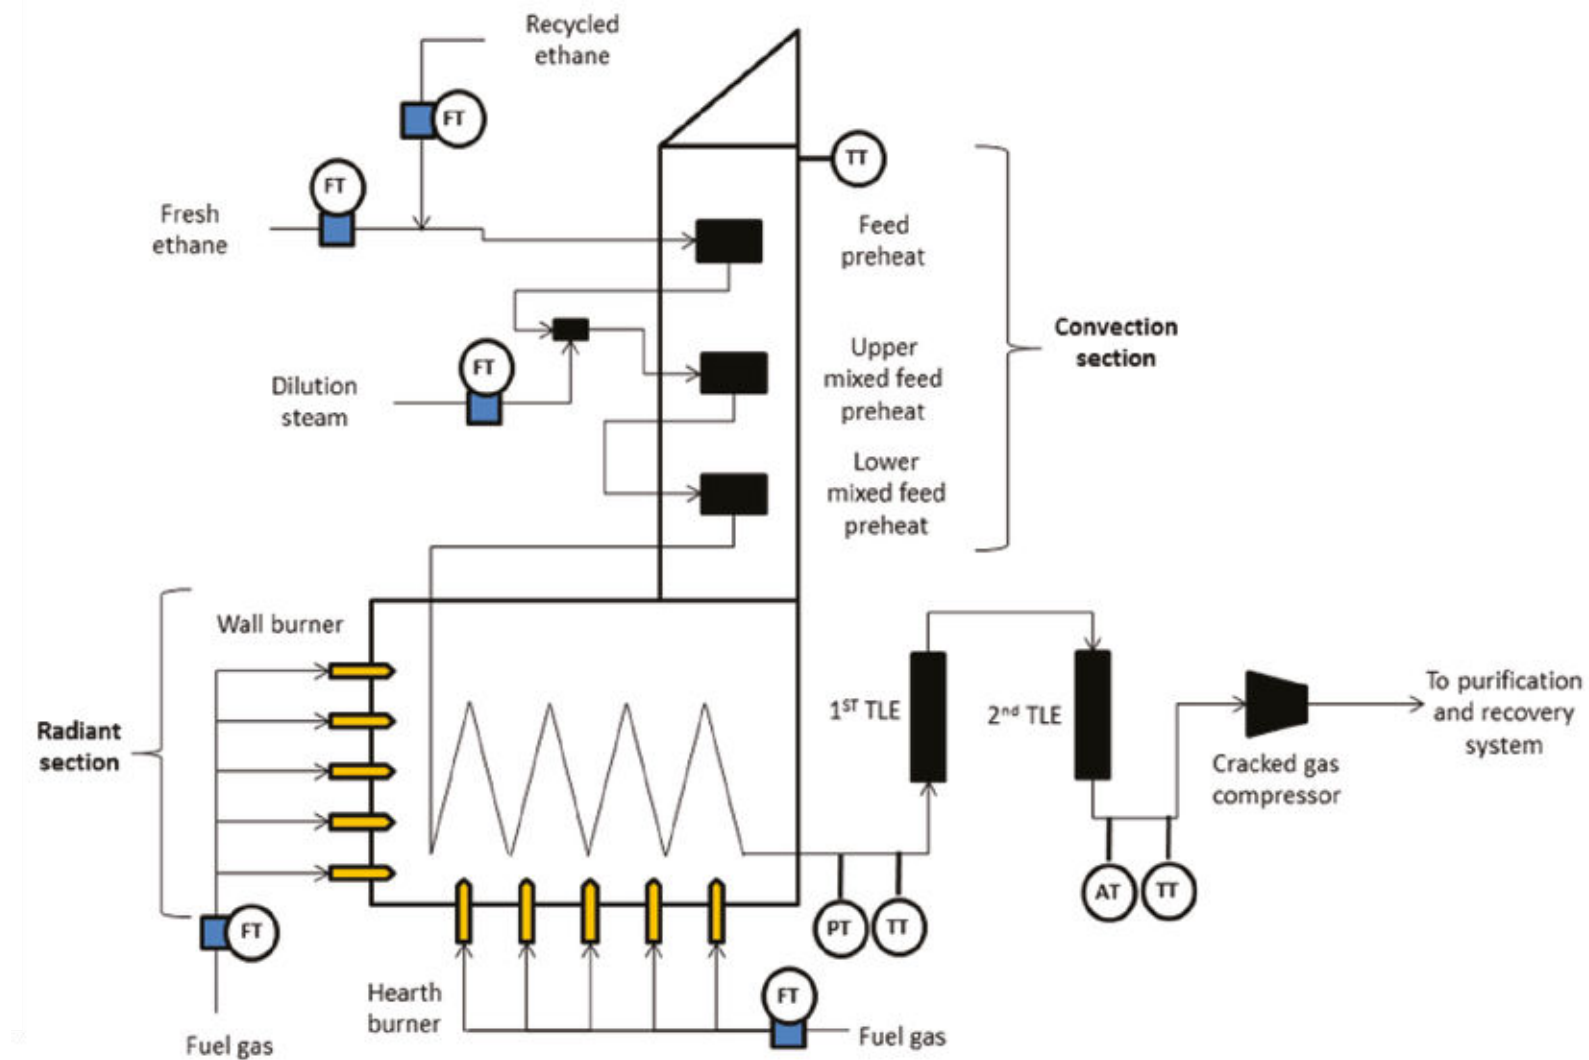 Recycled
ethane
FT
FT
TT
Fresh
ethane
Feed
preheat
Convection
section
FT
Dilution
steam
Upper
mixed feed
preheat
Lower
mixed feed
preheat
Wall burner
Radiant
section
1ST TLE
2nd TLE
To purification
and recovery
system
Cracked gas
compressor
AT
TT
PT
TT
FT
Hearth
burner
FT
Fuel gas
Fuel gas